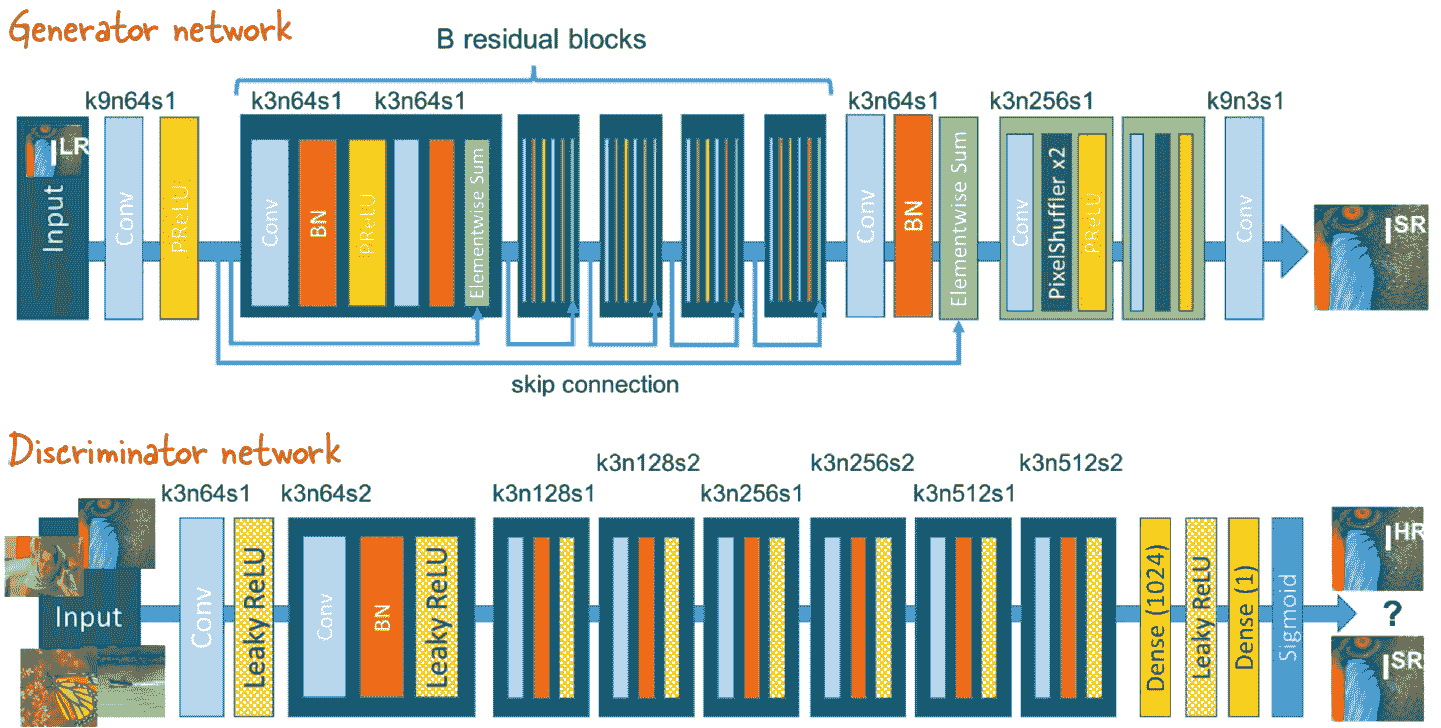 Generator network
B residual blocks
k9n64s1
k3n64s1
k3n64s1
k3n64s1
k3n256s1
k9n3s1
I LR
Input
Conv
PReLU
Conv
BN
PReLU
Elementwise Sum
Conv
BN
Elementwise Sum
Conv
PixelShuffler x2
PReLU
Conv
I SR
skip connection
Discriminator network
k3n128s2
k3n256s2
k3n512s2
k3n64s1
k3n64s2
k3n128s1
k3n256s1
k3n512s1
Input
Conv
Leaky ReLU
Conv
BN
Leaky ReLU
Dense (1024)
Leaky ReLU
Dense (1)
Sigmoid
I HR
?
I SR